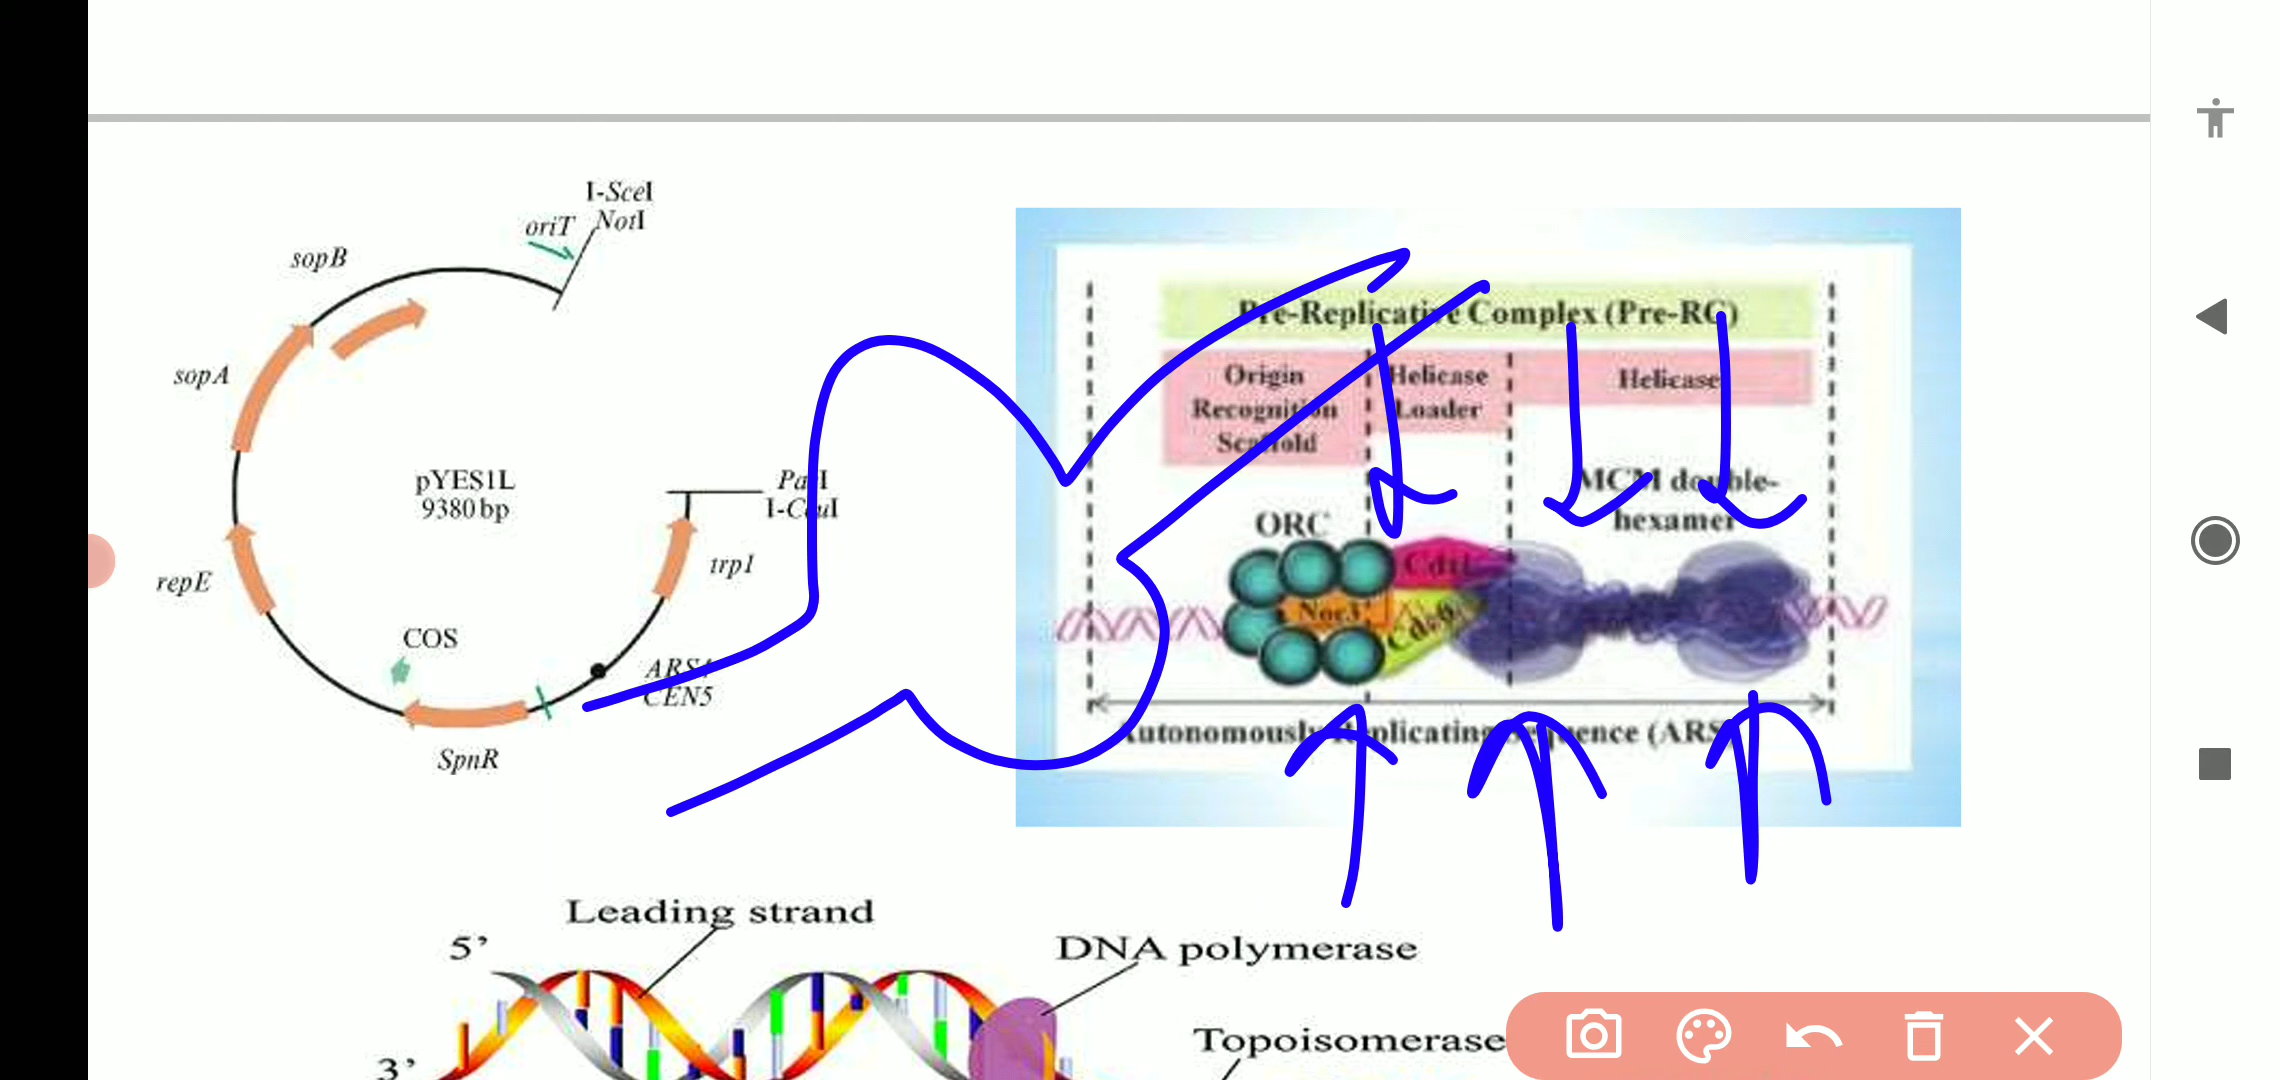 I-SceI
oriT NotI
sopB
sopA
pYES1L
9380 bp
PacI
I-CeuI
trpI
repE
COS
ARS4
CEN5
SpnR
Pre-Replicative Complex (Pre-RC)
Origin
Recognition
Scaffold
Helicase
Loader
Helicase
MCM double-
hexamer
ORC
Cdt1
Noc3
Cdc6
Autonomously Replicating Sequence (ARS)
Leading strand
5’
DNA polymerase
Topoisomerase
3’